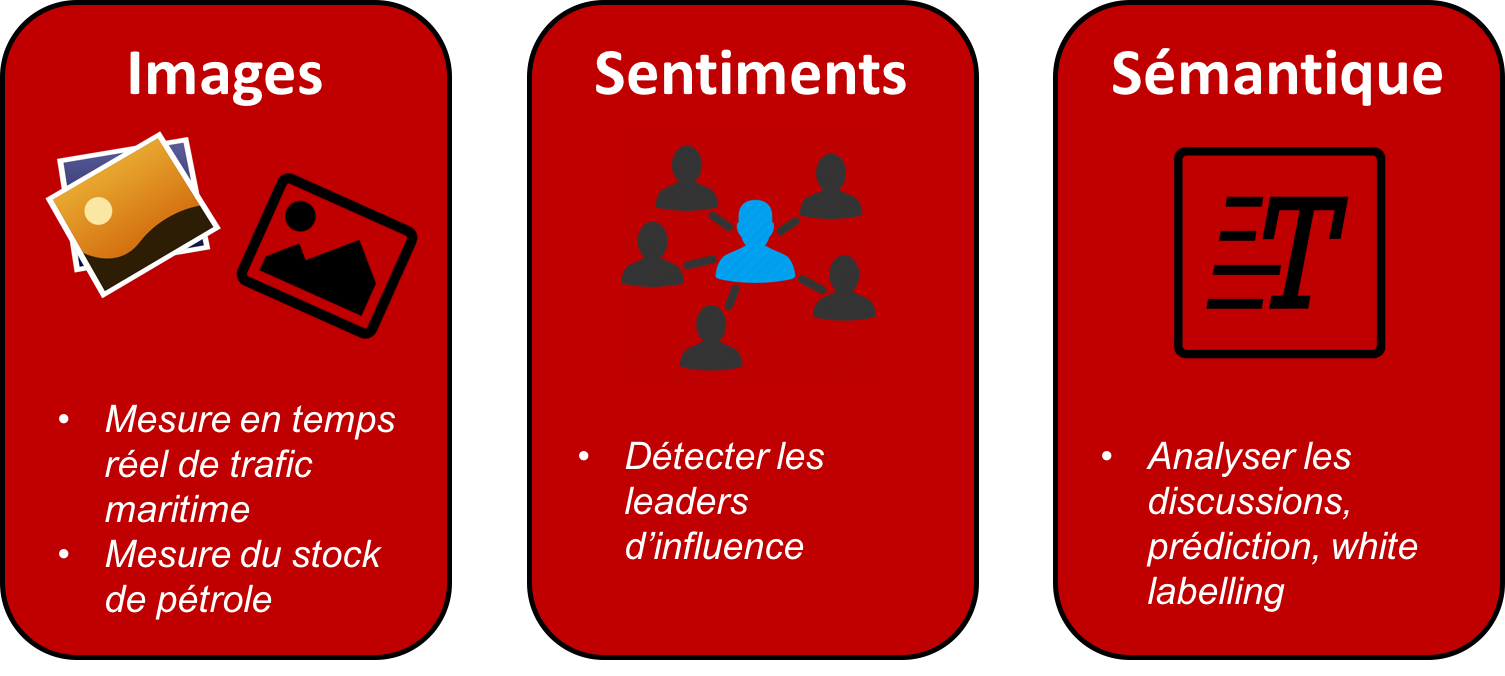 Images
• Mesure en temps
réel de trafic
maritime
• Mesure du stock
de pétrole
Sentiments
• Détecter les
leaders
d’influence
Sémantique
T
• Analyser les
discussions,
prédiction, white
labelling